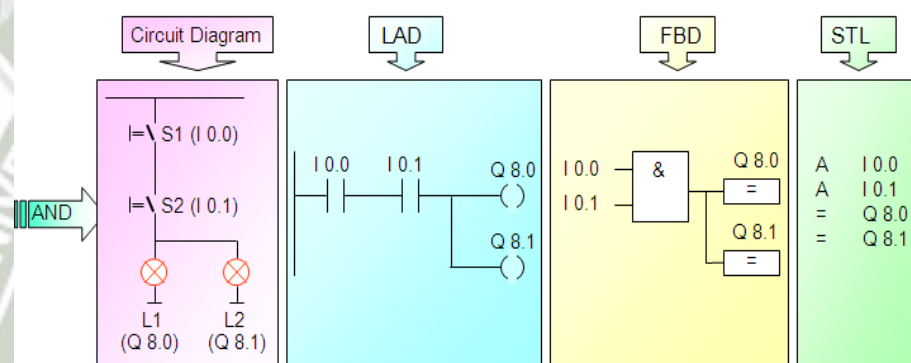 Circuit Diagram
LAD
FBD
STL
AND
S1 (I 0.0)
S2 (I 0.1)
L1
(Q 8.0)
L2
(Q 8.1)
I 0.0
I 0.1
Q 8.0
Q 8.1
I 0.0
I 0.1
&
Q 8.0
=
Q 8.1
=
A I 0.0
A I 0.1
= Q 8.0
= Q 8.1